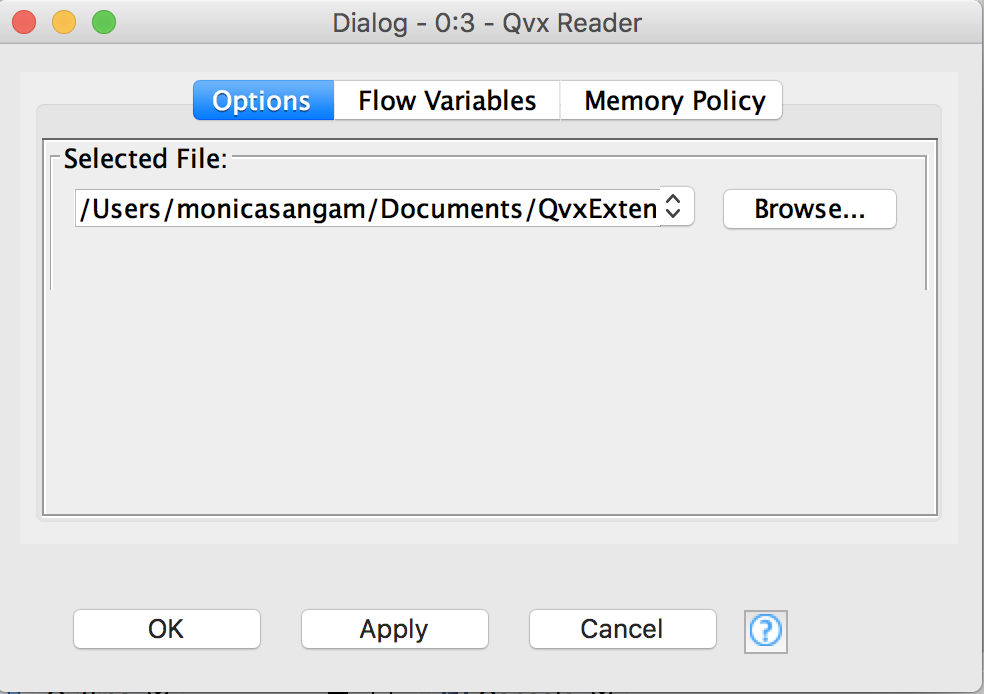 Dialog - 0:3 - Qvx Reader
Options Flow Variables Memory Policy
Selected File:
/Users/monicasangam/Documents/QvxExten Browse...
OK Apply Cancel ?